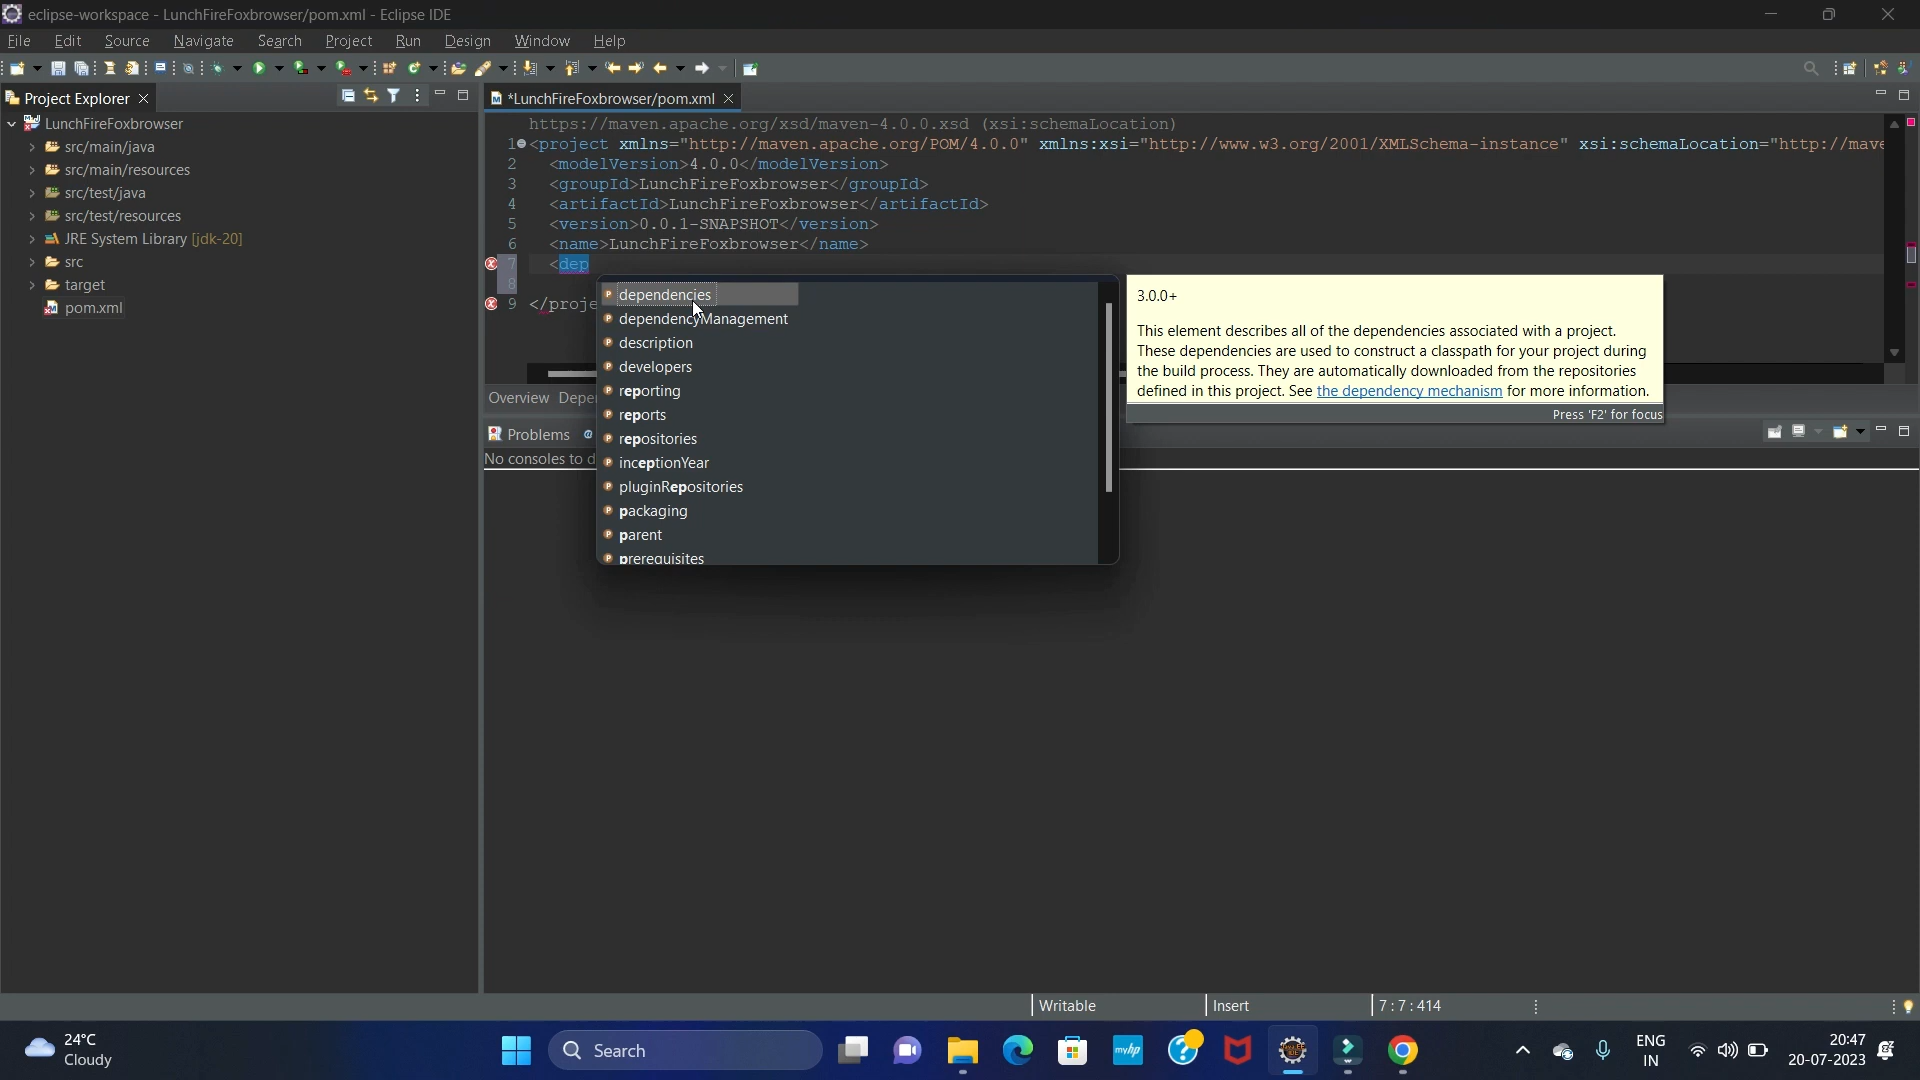 eclipse-workspace - LunchFireFoxbrowser/pom.xml - Eclipse IDE
File Edit Source Navigate Search Project Run Design Window Help
Project Explorer
LunchFireFoxbrowser
src/main/java
src/main/resources
src/test/java
src/test/resources
JRE System Library [jdk-20]
src
target
pom.xml
*LunchFireFoxbrowser/pom.xml
https://maven.apache.org/xsd/maven-4.0.0.xsd (xsi:schemaLocation)
1 <project xmlns="http://maven.apache.org/POM/4.0.0" xmlns:xsi="http://www.w3.org/2001/XMLSchema-instance" xsi:schemaLocation="http://mave
2 <modelVersion>4.0.0</modelVersion>
3 <groupId>LunchFireFoxbrowser</groupId>
4 <artifactId>LunchFireFoxbrowser</artifactId>
5 <version>0.0.1-SNAPSHOT</version>
6 <name>LunchFireFoxbrowser</name>
7 <dep
8
9 </proje
dependencies
dependencyManagement
description
developers
reporting
reports
repositories
inceptionYear
pluginRepositories
packaging
parent
prerequisites
3.0.0+
This element describes all of the dependencies associated with a project.
These dependencies are used to construct a classpath for your project during
the build process. They are automatically downloaded from the repositories
defined in this project. See the dependency mechanism for more information.
Press 'F2' for focus
Overview Depe
Problems
No consoles to d
Writable Insert 7 : 7 : 414
24°C
Cloudy
Search
myhp
ENG
IN
20:47
20-07-2023